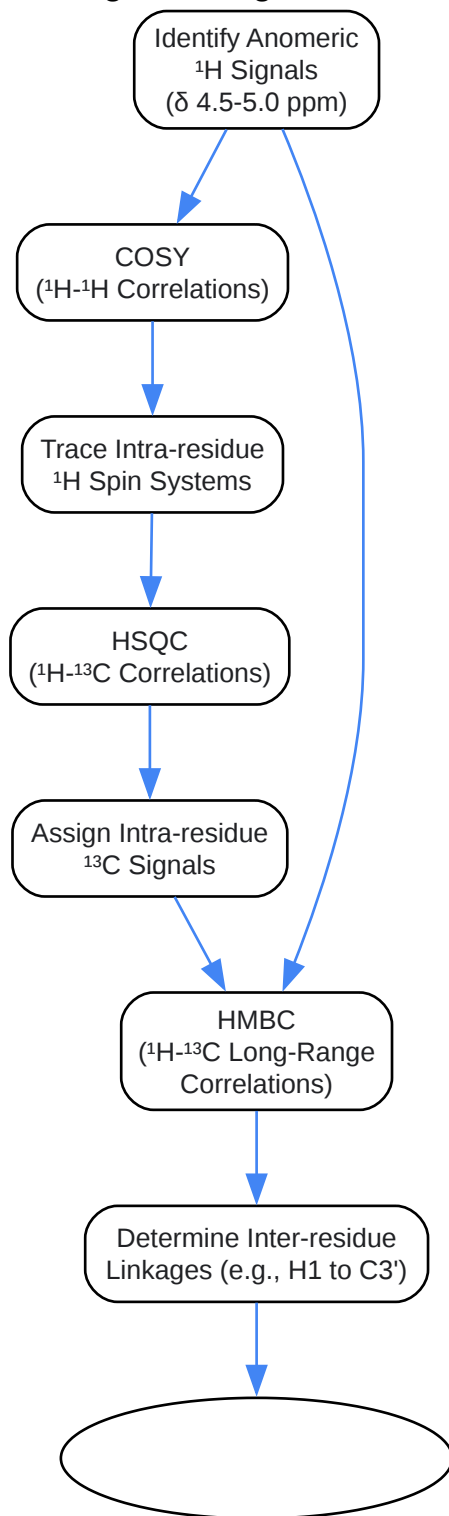 Identify Anomeric
¹H Signals
(δ 4.5-5.0 ppm)
COSY
(¹H-¹H Correlations)
Trace Intra-residue
¹H Spin Systems
HSQC
(¹H-¹³C Correlations)
Assign Intra-residue
¹³C Signals
HMBC
(¹H-¹³C Long-Range
Correlations)
Determine Inter-residue
Linkages (e.g., H1 to C3')